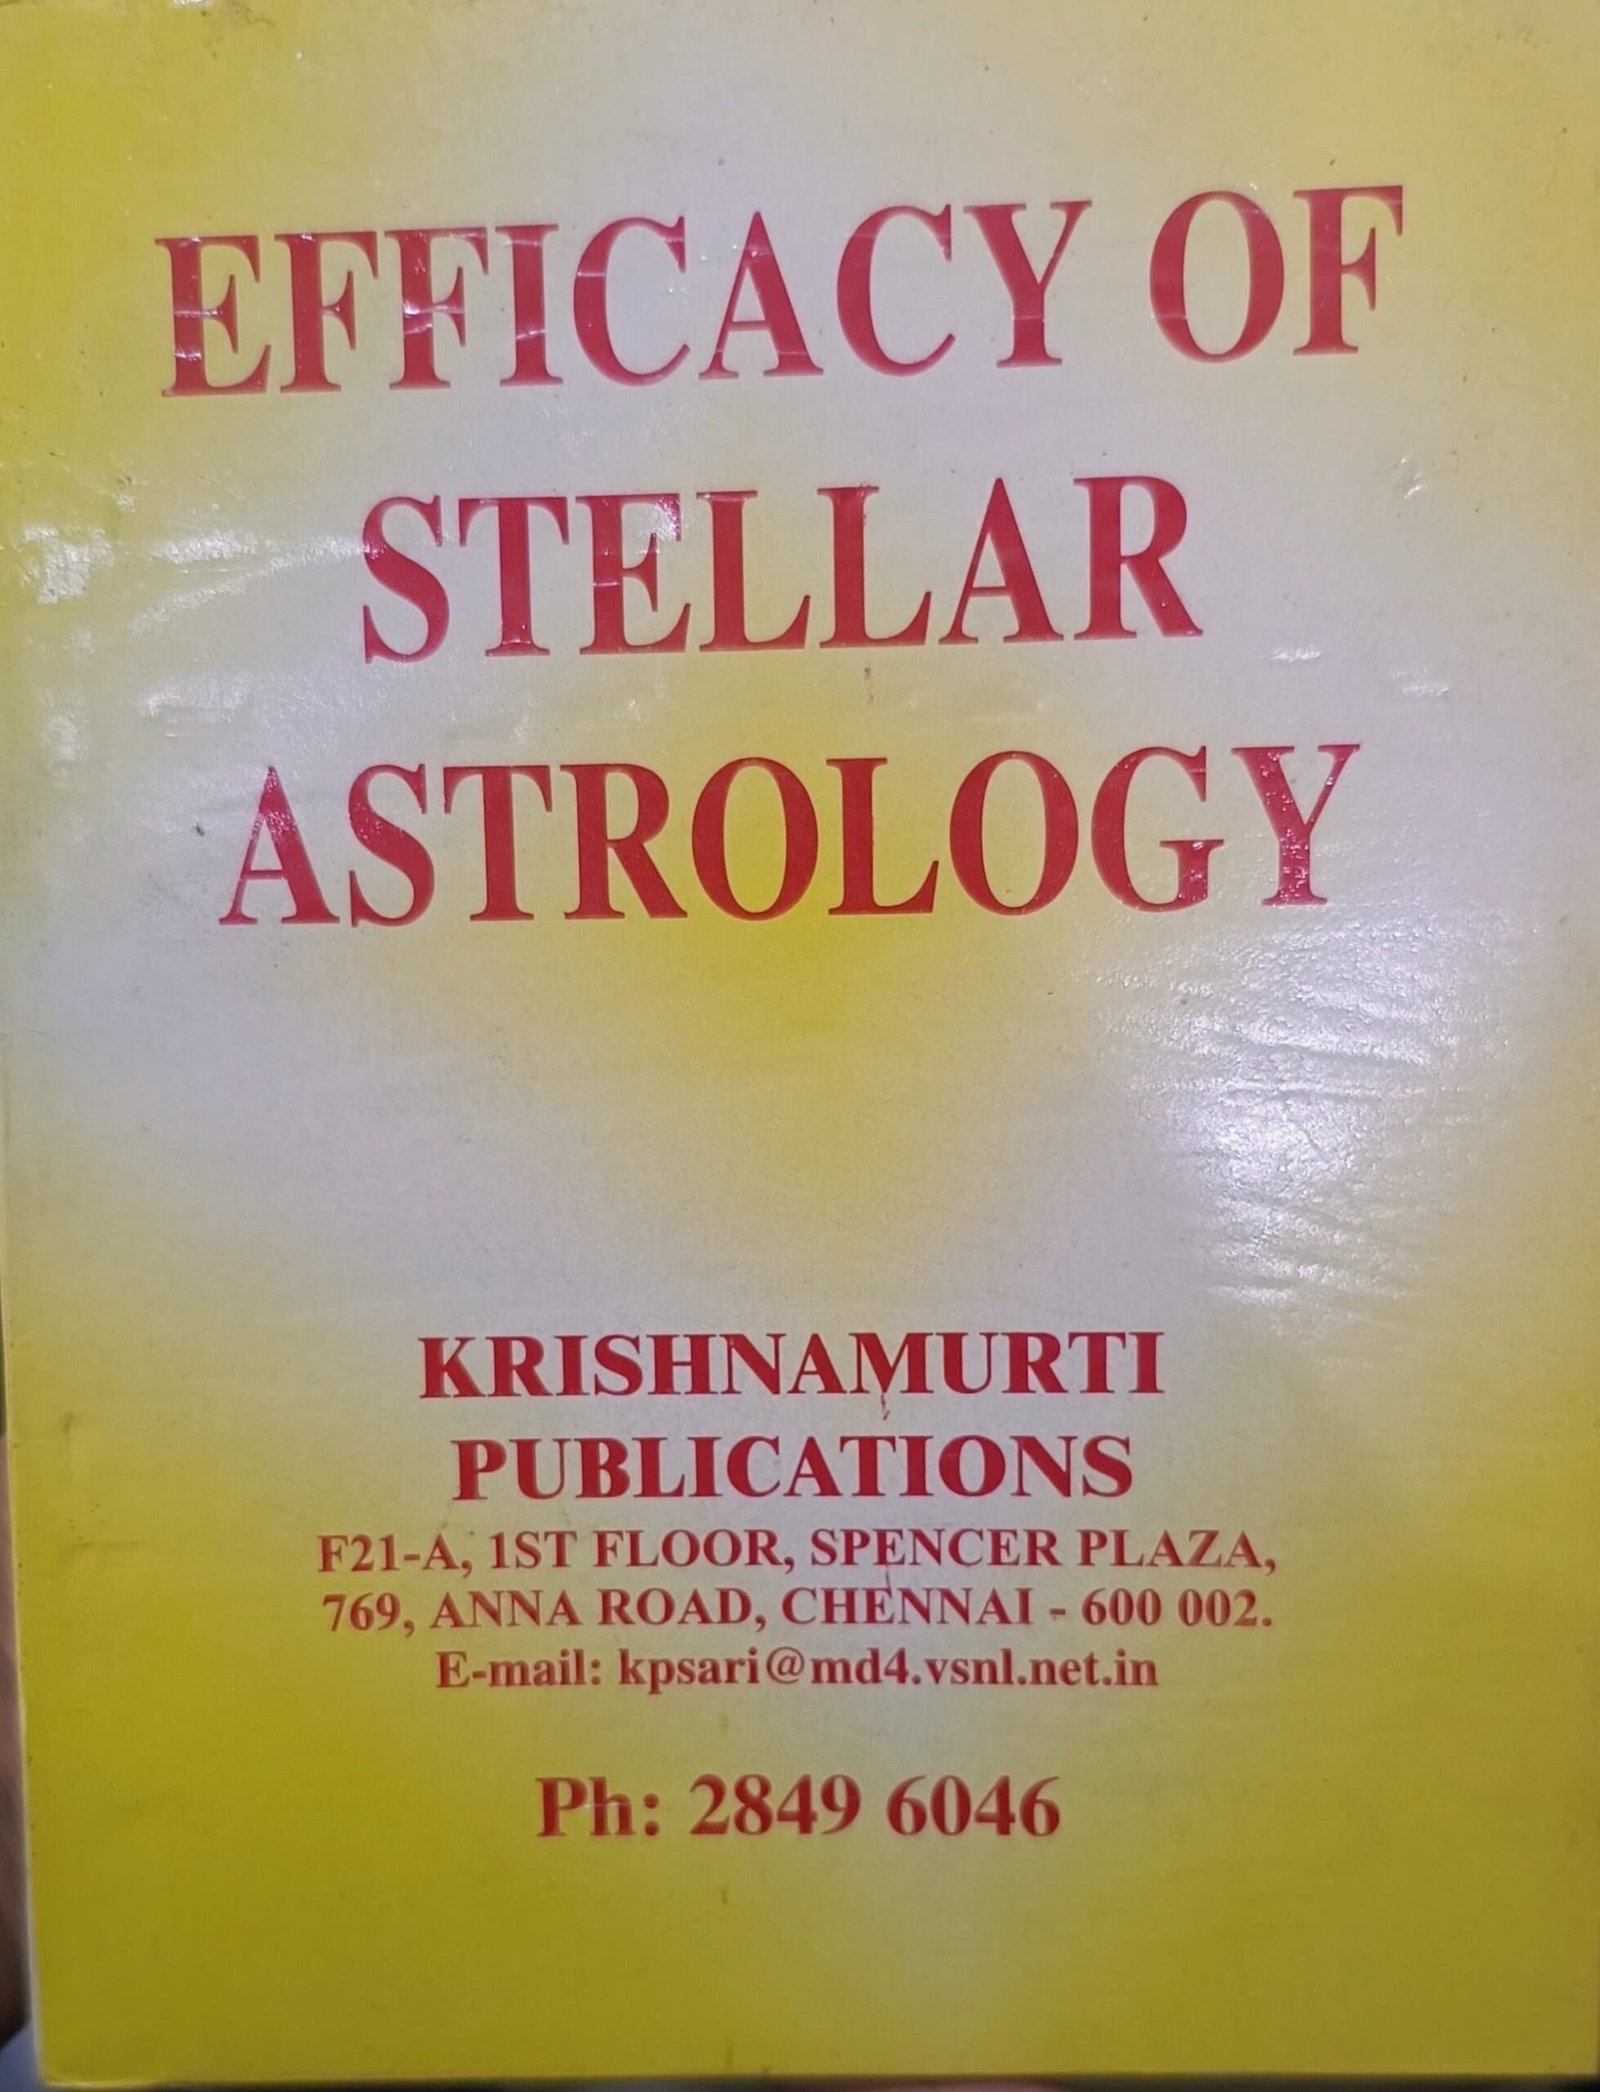 EFFICACY OF
STELLAR
ASTROLOGY
KRISHNAMURTI
PUBLICATIONS
F21-A, 1ST FLOOR, SPENCER PLAZA,
769, ANNA ROAD, CHENNAI - 600 002.
E-mail: kpsari@md4.vsnl.net.in
Ph: 2849 6046